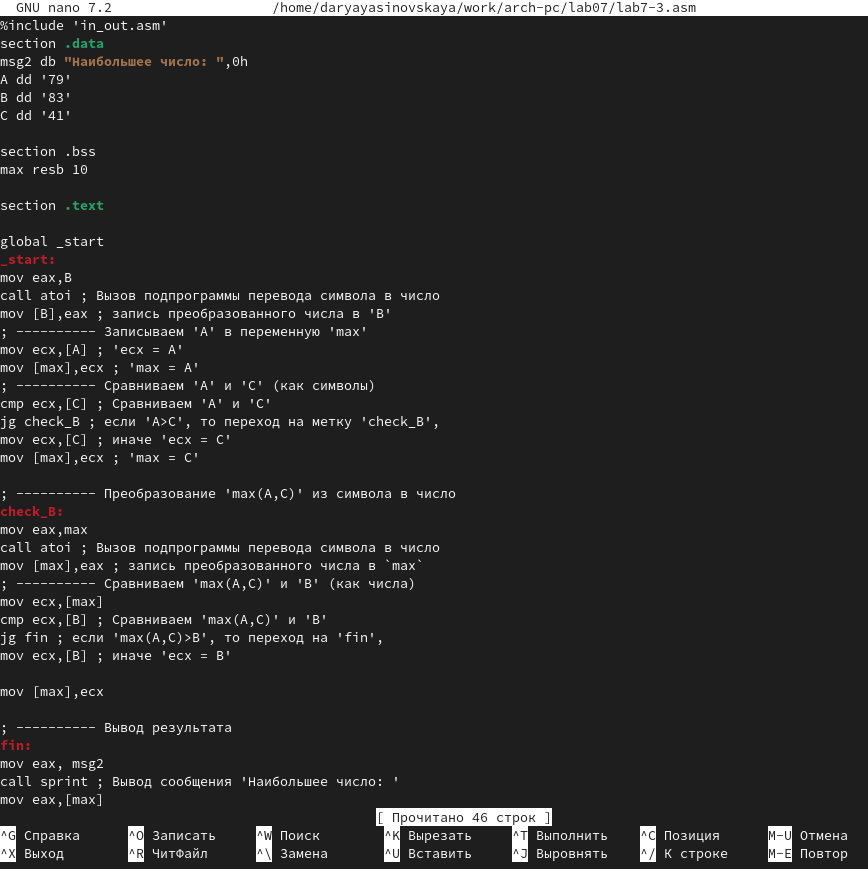 GNU nano 7.2 /home/daryayasinovskaya/work/arch-pc/lab07/lab7-3.asm
%include 'in_out.asm'
section .data
msg2 db "Наибольшее число: ",0h
A dd '79'
B dd '83'
C dd '41'
section .bss
max resb 10
section .text
global _start
_start:
mov eax,B
call atoi ; Вызов подпрограммы перевода символа в число
mov [B],eax ; запись преобразованного числа в 'B'
; ---------- Записываем 'A' в переменную 'max'
mov ecx,[A] ; 'ecx = A'
mov [max],ecx ; 'max = A'
; ---------- Сравниваем 'A' и 'С' (как символы)
cmp ecx,[C] ; Сравниваем 'A' и 'С'
jg check_B ; если 'A>C', то переход на метку 'check_B',
mov ecx,[C] ; иначе 'ecx = C'
mov [max],ecx ; 'max = C'
; ---------- Преобразование 'max(A,C)' из символа в число
check_B:
mov eax,max
call atoi ; Вызов подпрограммы перевода символа в число
mov [max],eax ; запись преобразованного числа в `max`
; ---------- Сравниваем 'max(A,C)' и 'B' (как числа)
mov ecx,[max]
cmp ecx,[B] ; Сравниваем 'max(A,C)' и 'B'
jg fin ; если 'max(A,C)>B', то переход на 'fin',
mov ecx,[B] ; иначе 'ecx = B'
mov [max],ecx
; ---------- Вывод результата
fin:
mov eax, msg2
call sprint ; Вывод сообщения 'Наибольшее число: '
mov eax,[max]
[ Прочитано 46 строк ]
^G Справка ^O Записать ^W Поиск ^K Вырезать ^T Выполнить ^C Позиция M-U Отмена
^X Выход ^R ЧитФайл ^\ Замена ^U Вставить ^J Выровнять ^/ К строке M-E Повтор